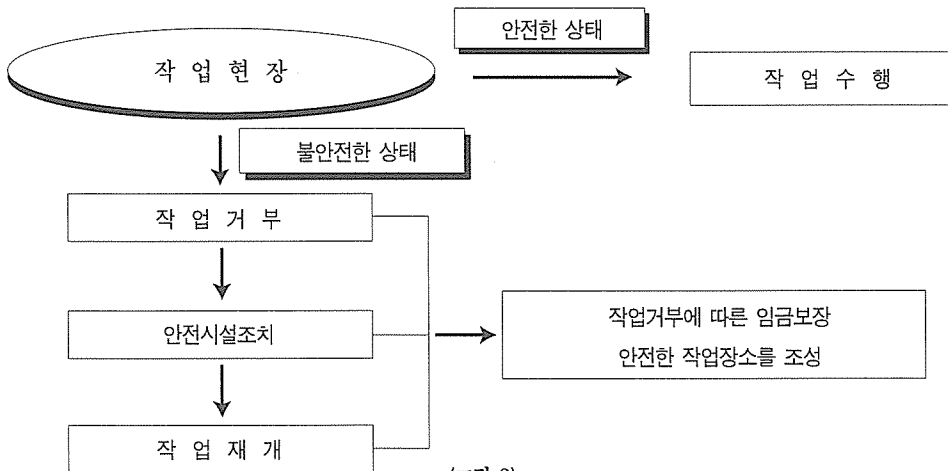 안전한 상태
작 업 현 장
작 업 수 행
불안전한 상태
작 업 거 부
안전시설조치
작업거부에 따른 임금보장
안전한 작업장소를 조성
작 업 재 개